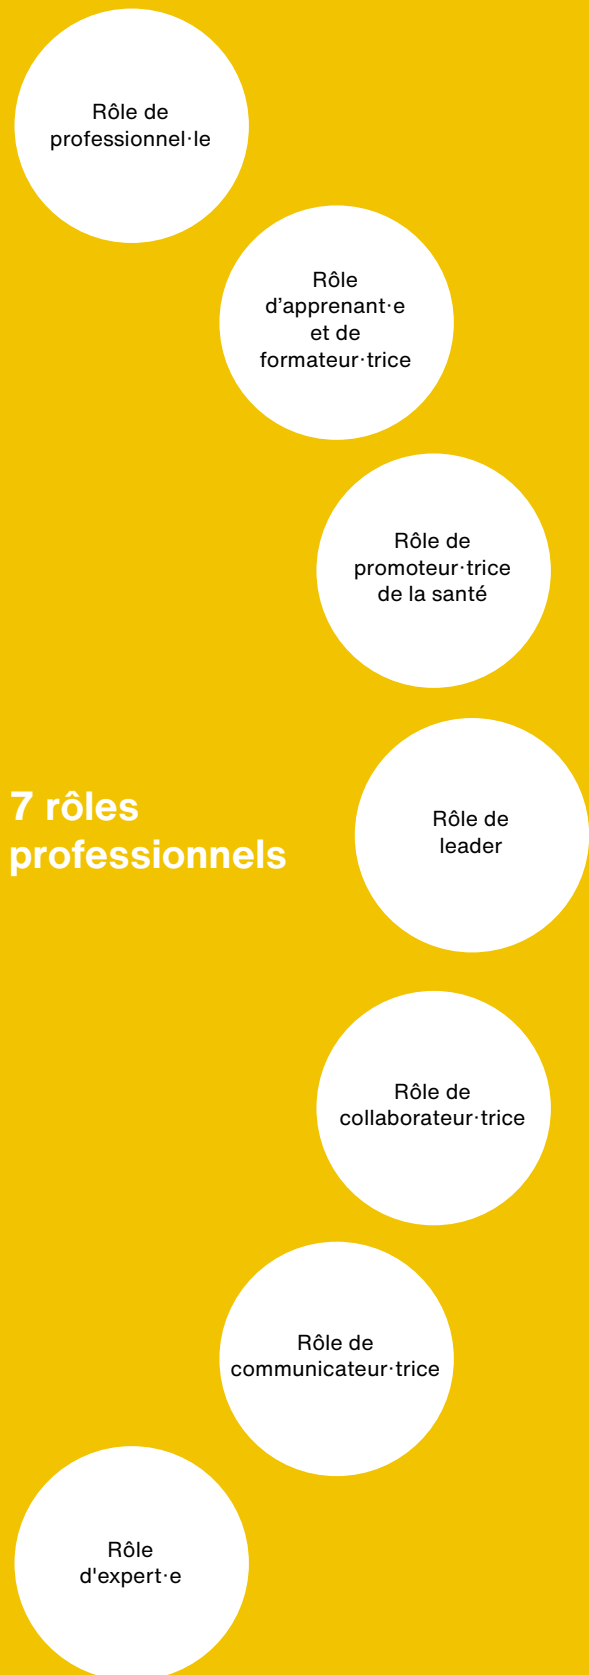 Rôle de
professionnel·le
Rôle
d’apprenant·e
et de
formateur·trice
Rôle de
promoteur·trice
de la santé
7 rôles
professionnels
Rôle de
leader
Rôle de
collaborateur·trice
Rôle de
communicateur·trice
Rôle
d'expert·e